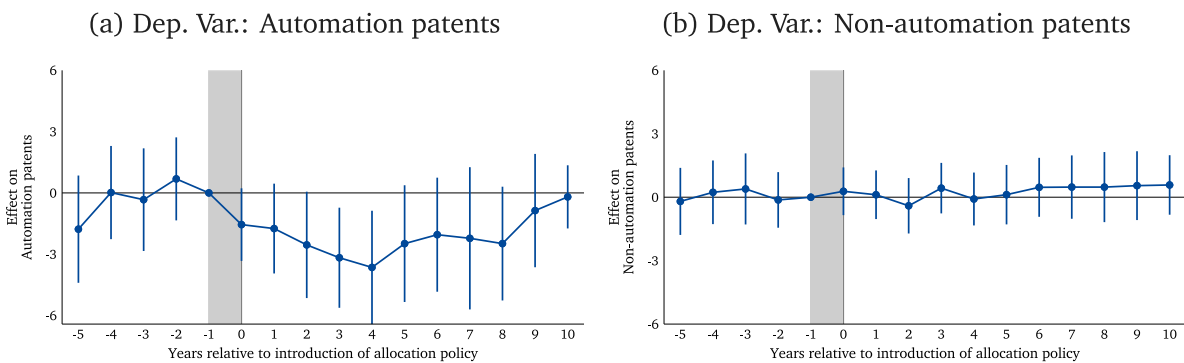 (a) Dep. Var.: Automation patents
6
3
0
-3
-6
Effect on
Automation patents
-5 -4 -3 -2 -1 0 1 2 3 4 5 6 7 8 9 10
Years relative to introduction of allocation policy
(b) Dep. Var.: Non-automation patents
6
3
0
-3
-6
Effect on
Non-automation patents
-5 -4 -3 -2 -1 0 1 2 3 4 5 6 7 8 9 10
Years relative to introduction of allocation policy